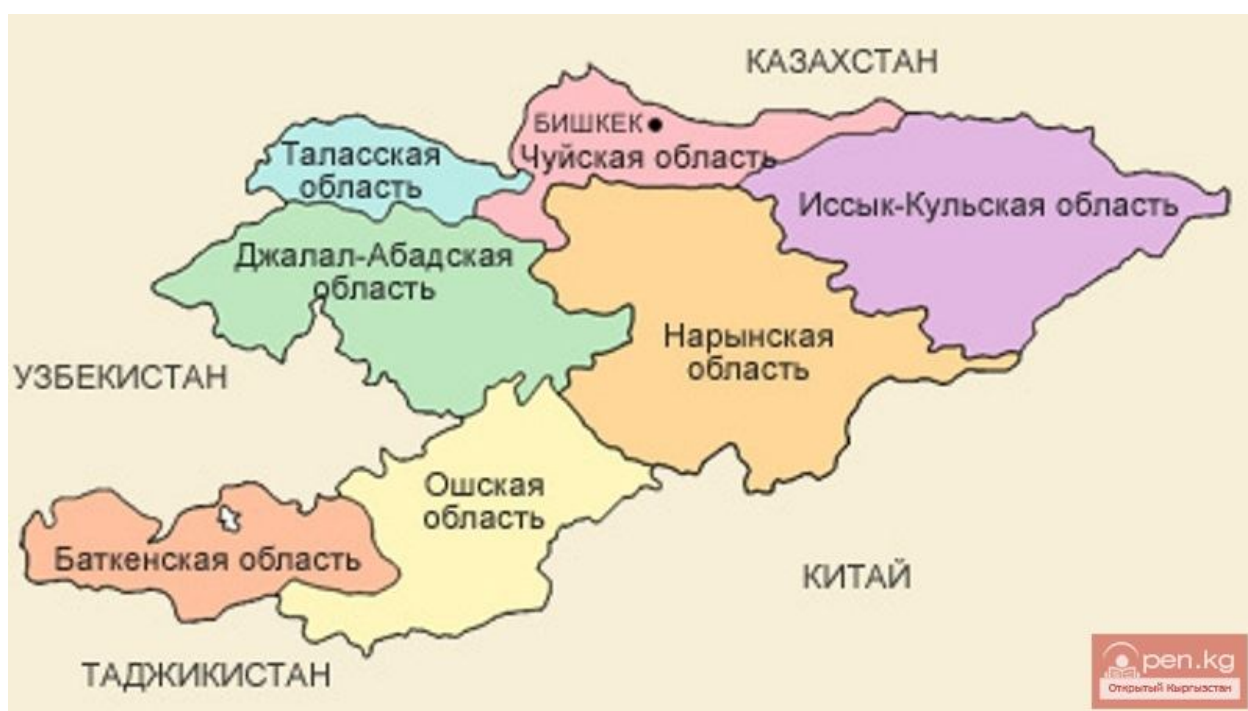 КАЗАХСТАН
БИШКЕК
Чуйская область
Таласская
область
Иссык-Кульская область
Джалал-Абадская
область
Нарынская
область
УЗБЕКИСТАН
Ошская
область
Баткенская область
КИТАЙ
ТАДЖИКИСТАН
Open.kg
Открытый Кыргызстан